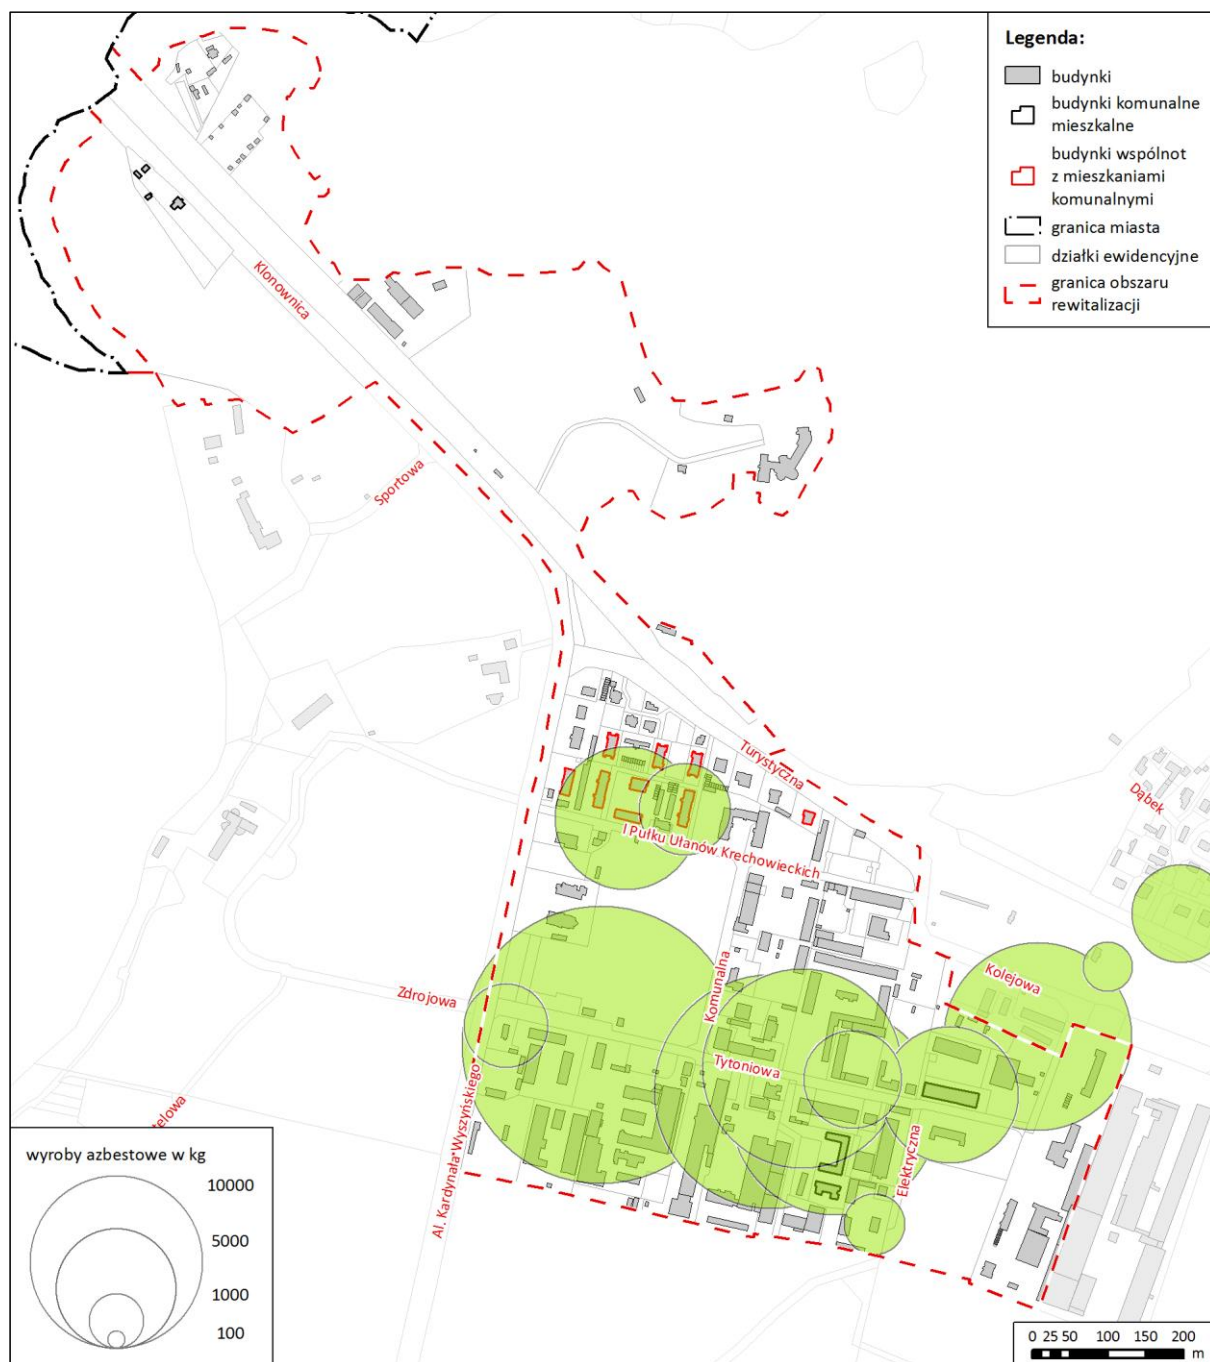 Legenda:
budynki
budynki komunalne
mieszkalne
budynki wspólnot
z mieszkaniami
komunalnymi
granica miasta
działki ewidencyjne
granica obszaru
rewitalizacji
Klonownica
Sportowa
Turystyczna
Dąbek
I Pułku Ułanów Krechowieckich
Komunalna
Kolejowa
Zdrojowa
Tytoniowa
Al. Kardynała Wyszyńskiego
Elektryczna
telowa
wyroby azbestowe w kg
10000
5000
1000
100
0 25 50 100 150 200
m